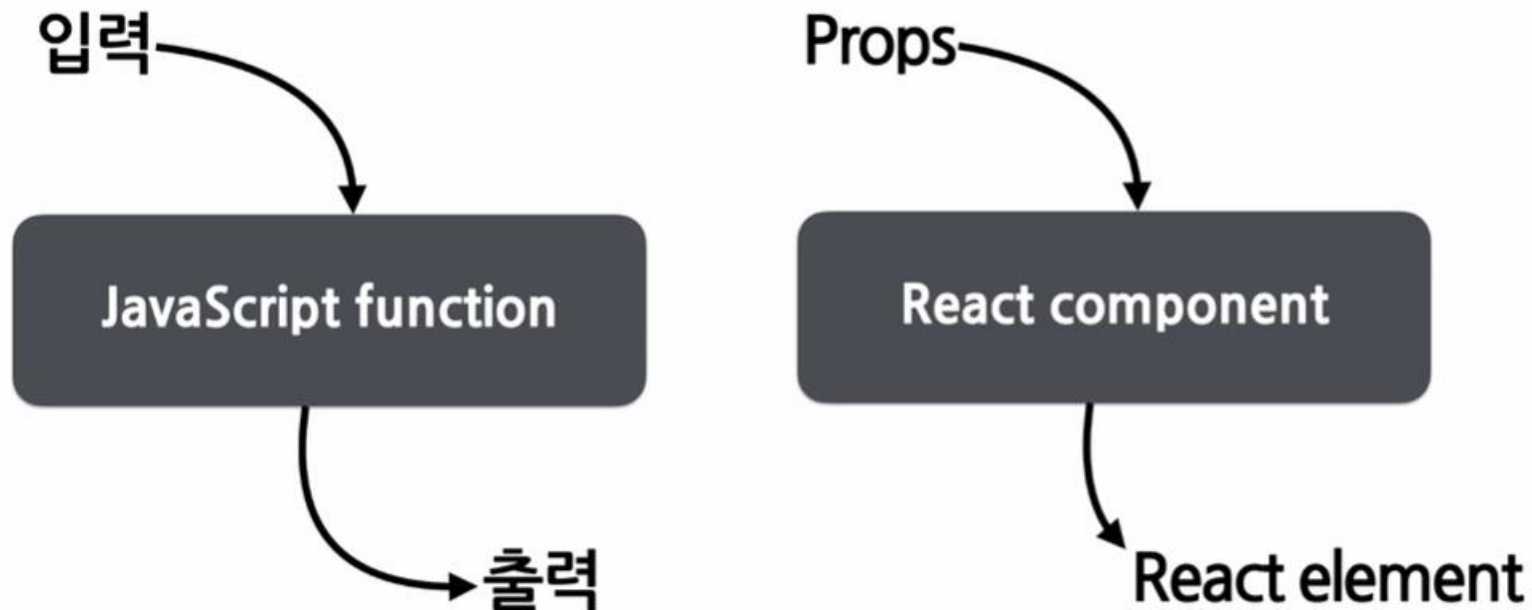 입력
JavaScript function
출력
Props
React component
React element